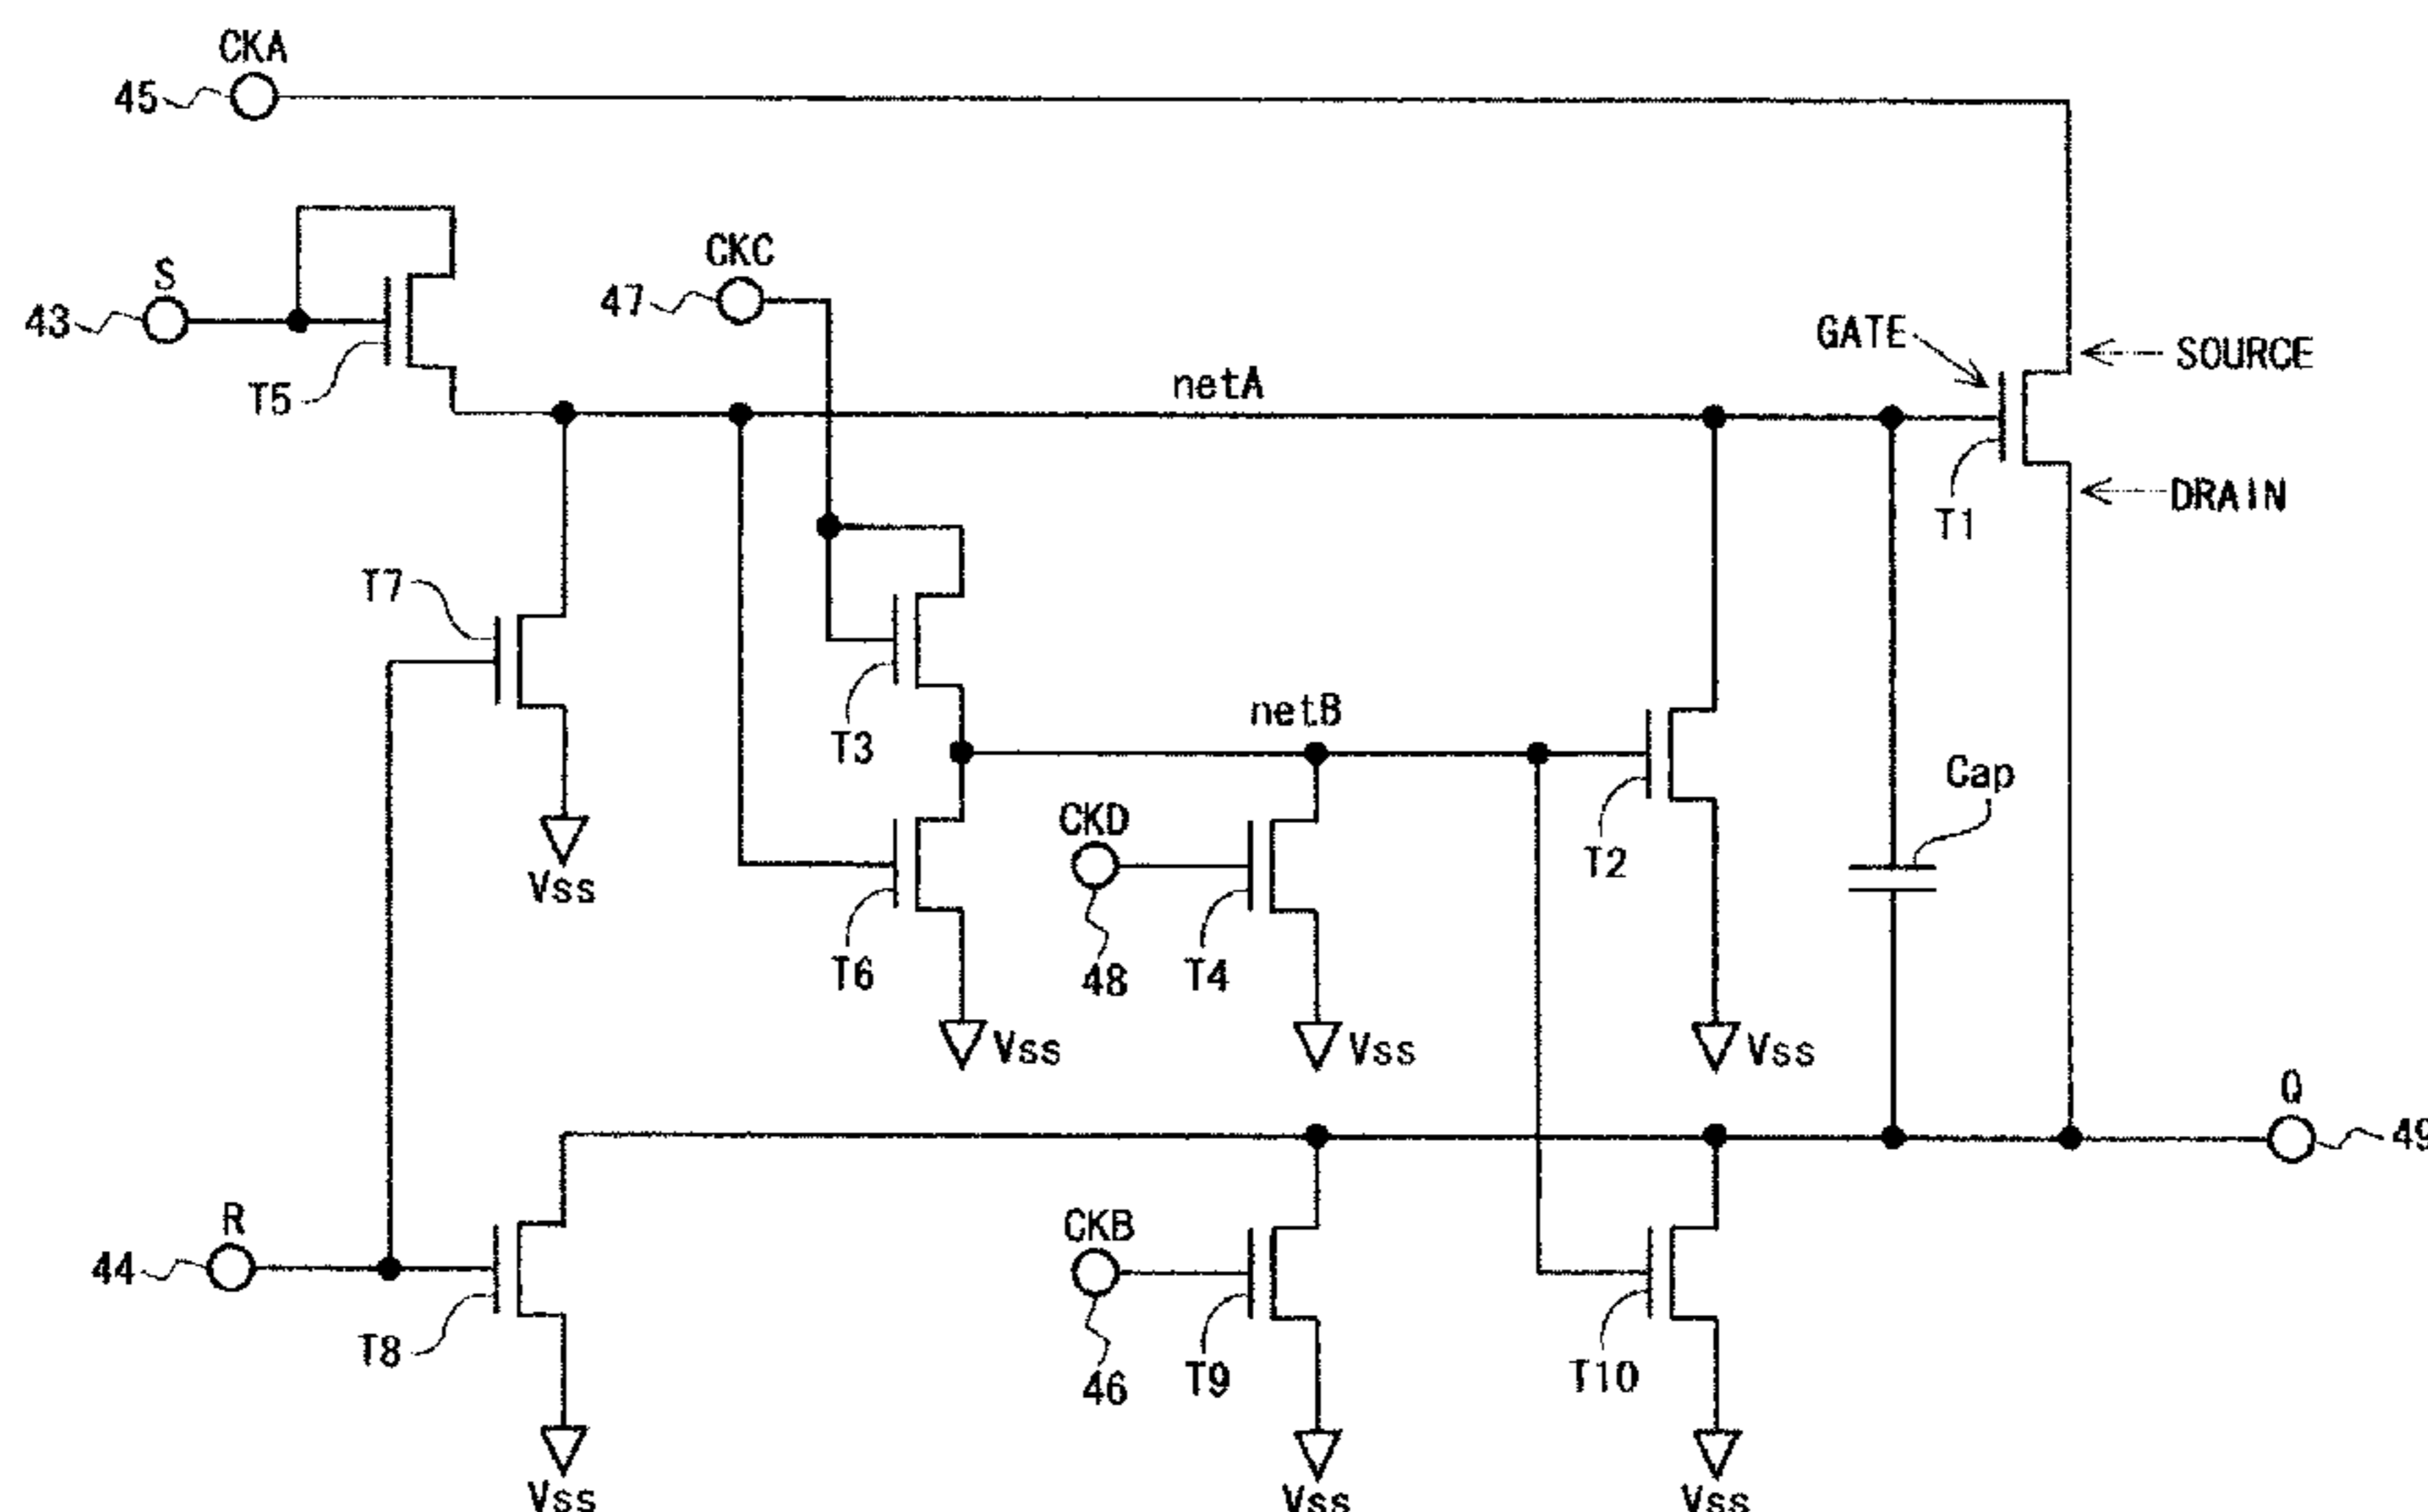 CKA
45
S
43
T5
CKC
47
netA
GATE
SOURCE
DRAIN
T1
T7
Vss
T3
netB
T6
Vss
CKD
48
T4
Vss
T2
Vss
Cap
Q
49
R
44
T8
Vss
CKB
46
T9
Vss
T10
Vss